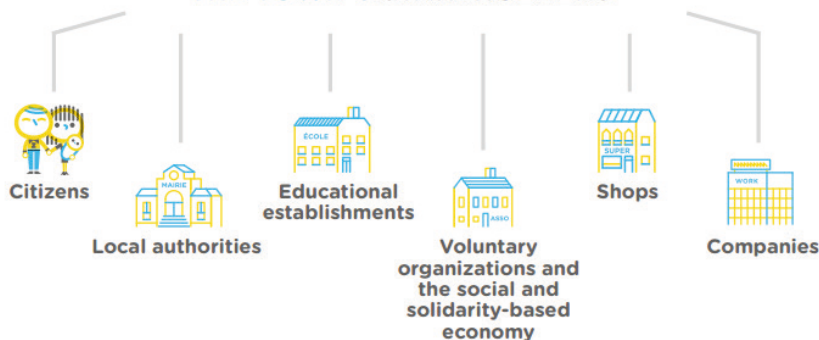 Citizens
MAIRIE
Local authorities
ÉCOLE
Educational
establishments
ASSO
Voluntary
organizations and
the social and
solidarity-based
economy
SUPER
Shops
WORK
Companies